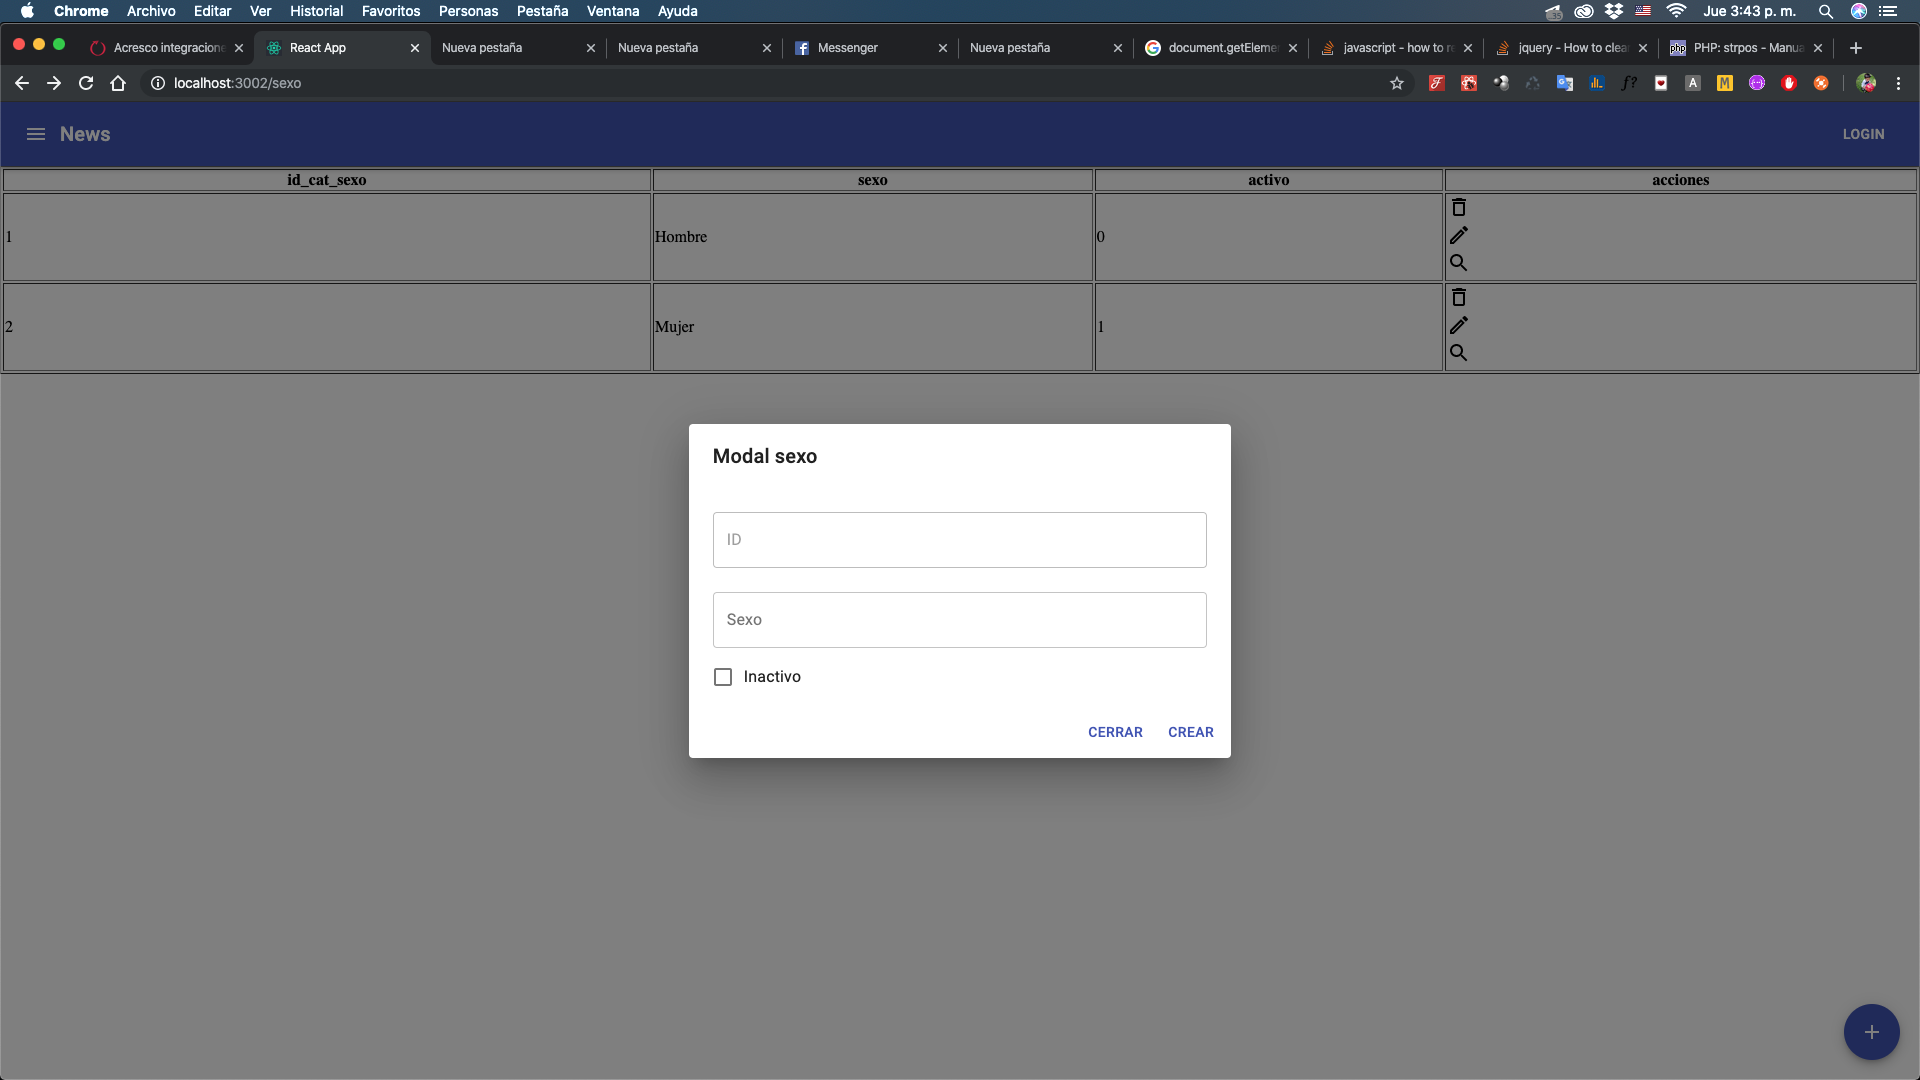 Chrome Archivo Editar Ver Historial Favoritos Personas Pestaña Ventana Ayuda Jue 3:43 p. m.
Acresco integracione React App Nueva pestaña Nueva pestaña Messenger Nueva pestaña document.getEleme javascript - how to r jquery - How to clea php PHP: strpos - Manua
localhost:3002/sexo
News LOGIN
id_cat_sexo sexo activo acciones
1 Hombre 0
2 Mujer 1
Modal sexo
ID
Sexo
Inactivo
CERRAR CREAR